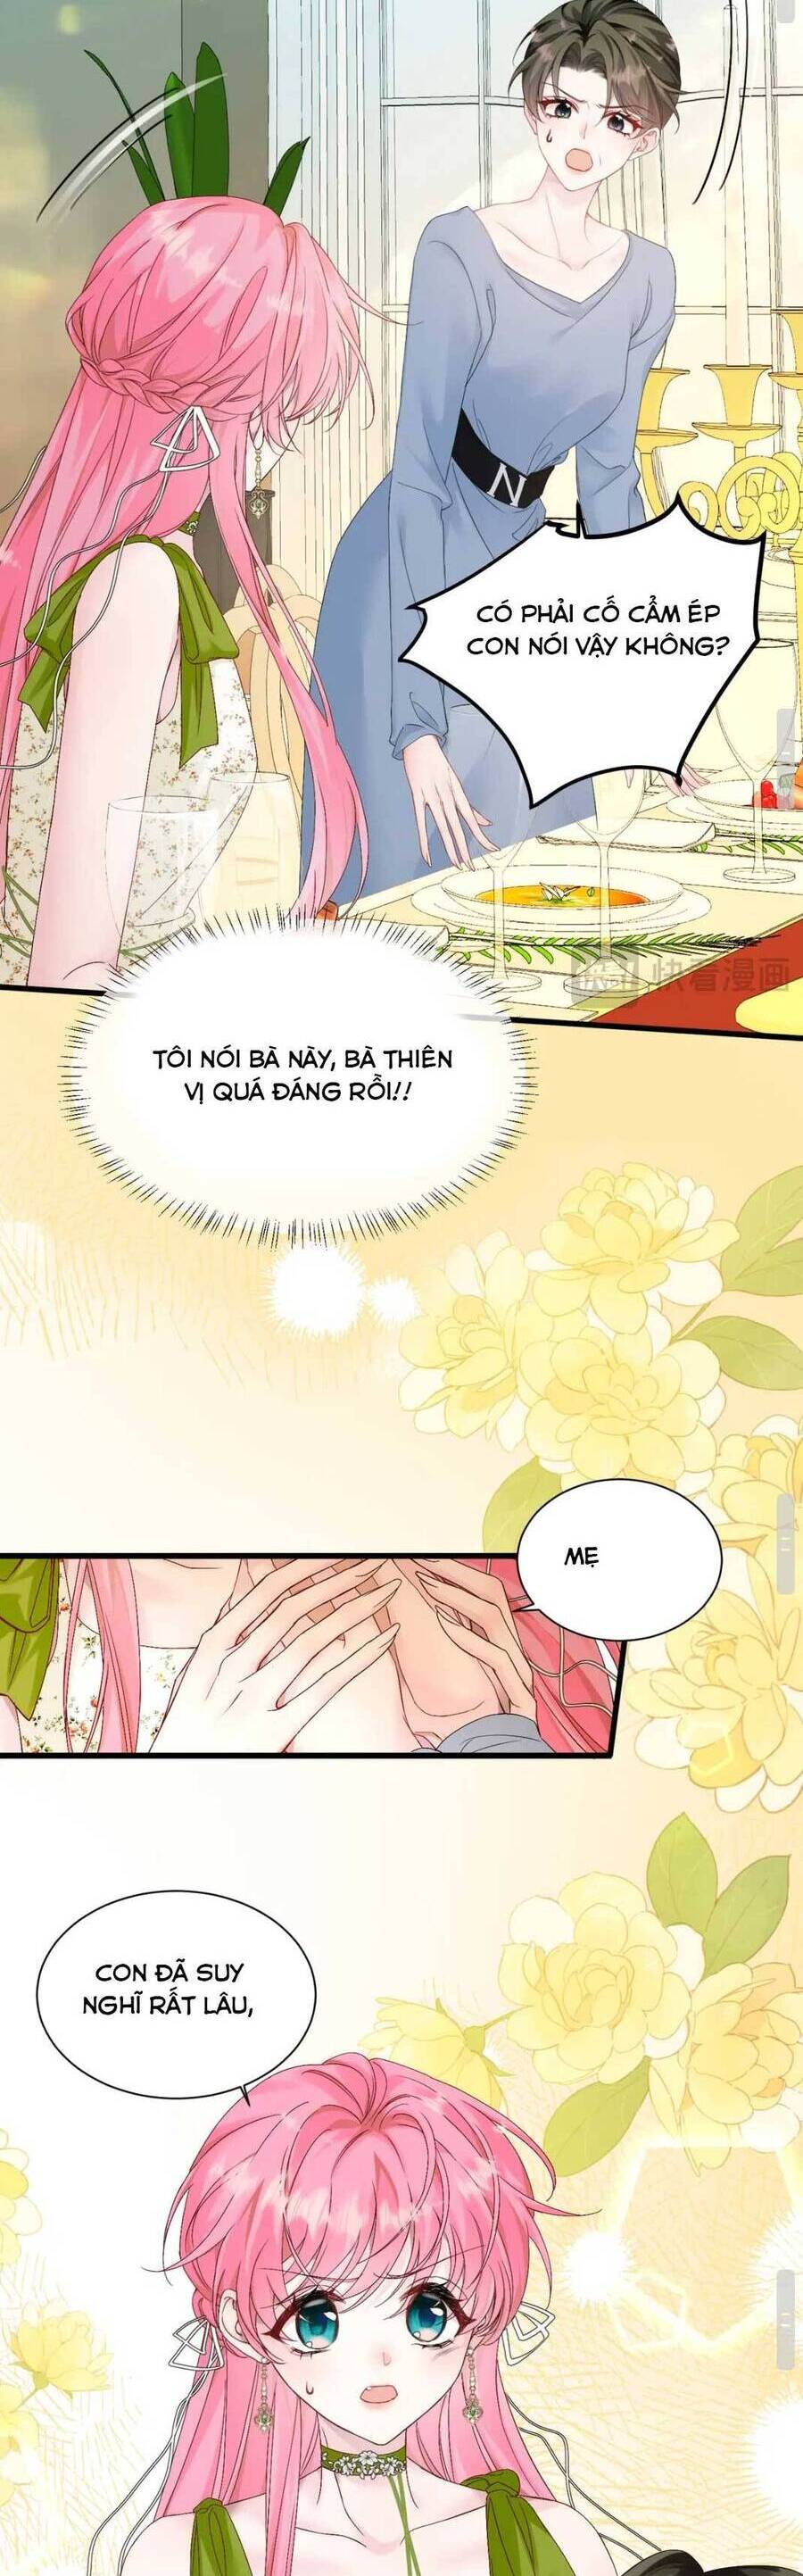 N
CÓ PHẢI CỐ CẨM ÉP
CON NÓI VẬY KHÔNG?
快看漫画
TÔI NÓI BÀ NÀY, BÀ THIÊN
VỊ QUÁ ĐÁNG RỒI!!
MẸ
CON ĐÃ SUY
NGHĨ RẤT LÂU,